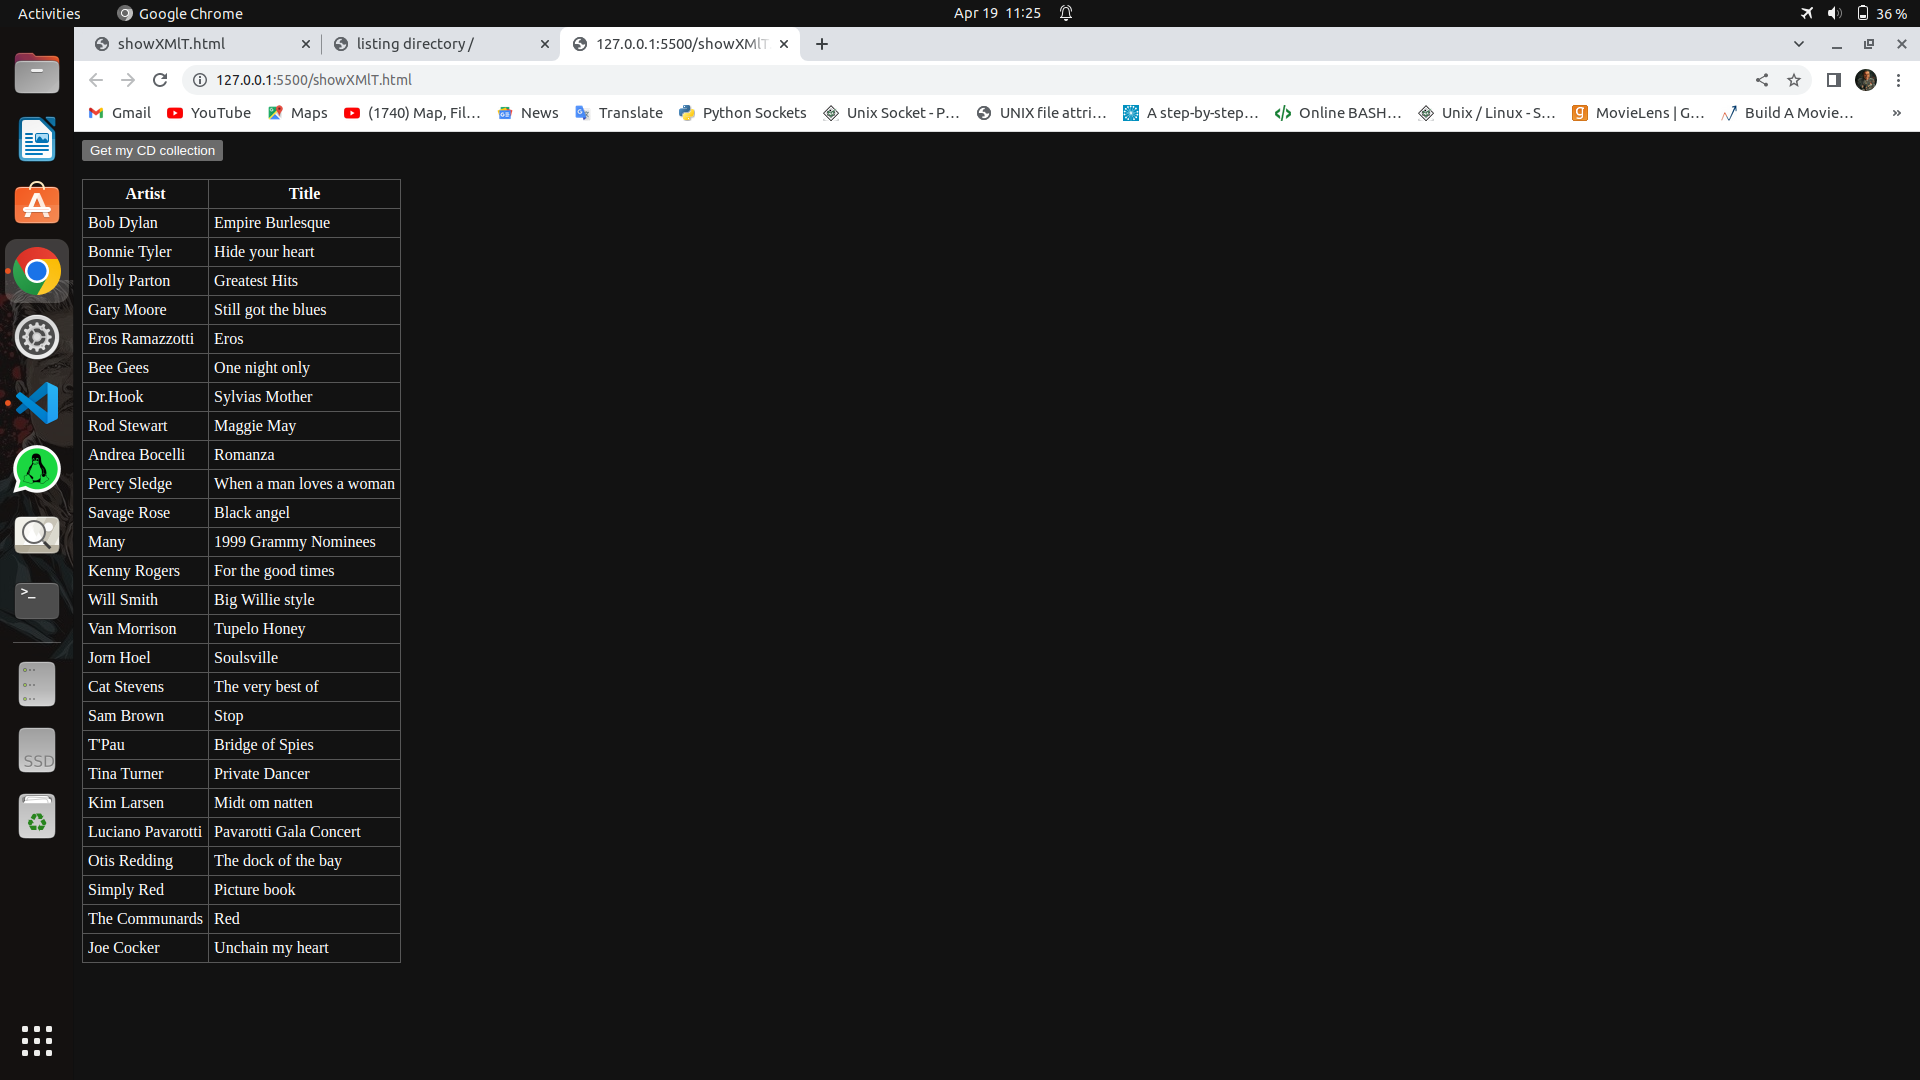 Activities Google Chrome Apr 19 11:25 36 %
showXMlT.html listing directory / 127.0.0.1:5500/showXMlT
127.0.0.1:5500/showXMlT.html
Gmail YouTube Maps (1740) Map, Fil… News Translate Python Sockets Unix Socket - P… UNIX file attri… A step-by-step… Online BASH… Unix / Linux - S… MovieLens | G… Build A Movie… »
Get my CD collection
Artist Title
Bob Dylan Empire Burlesque
Bonnie Tyler Hide your heart
Dolly Parton Greatest Hits
Gary Moore Still got the blues
Eros Ramazzotti Eros
Bee Gees One night only
Dr.Hook Sylvias Mother
Rod Stewart Maggie May
Andrea Bocelli Romanza
Percy Sledge When a man loves a woman
Savage Rose Black angel
Many 1999 Grammy Nominees
Kenny Rogers For the good times
Will Smith Big Willie style
Van Morrison Tupelo Honey
Jorn Hoel Soulsville
Cat Stevens The very best of
Sam Brown Stop
T'Pau Bridge of Spies
Tina Turner Private Dancer
Kim Larsen Midt om natten
Luciano Pavarotti Pavarotti Gala Concert
Otis Redding The dock of the bay
Simply Red Picture book
The Communards Red
Joe Cocker Unchain my heart
SSD